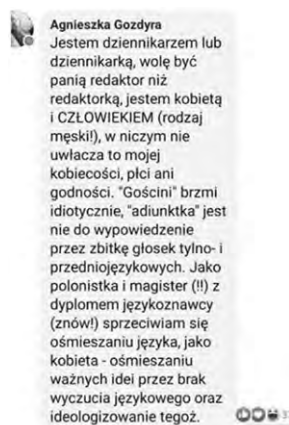 Agnieszka Gozdyra
Jestem dziennikarzem lub
dziennikarką, wolę być
panią redaktor niż
redaktorką, jestem kobietą
i CZŁOWIEKIEM (rodzaj
męski!), w niczym nie
uwłacza to mojej
kobiecości, płci ani
godności. "Gościni" brzmi
idiotycznie, "adiunktka" jest
nie do wypowiedzenie
przez zbitkę głosek tylno- i
przedniojęzykowych. Jako
polonistka i magister (!!) z
dyplomem językoznawcy
(znów!) sprzeciwiam się
ośmieszaniu języka, jako
kobieta - ośmieszaniu
ważnych idei przez brak
wyczucia językowego oraz
ideologizowanie tegoż.